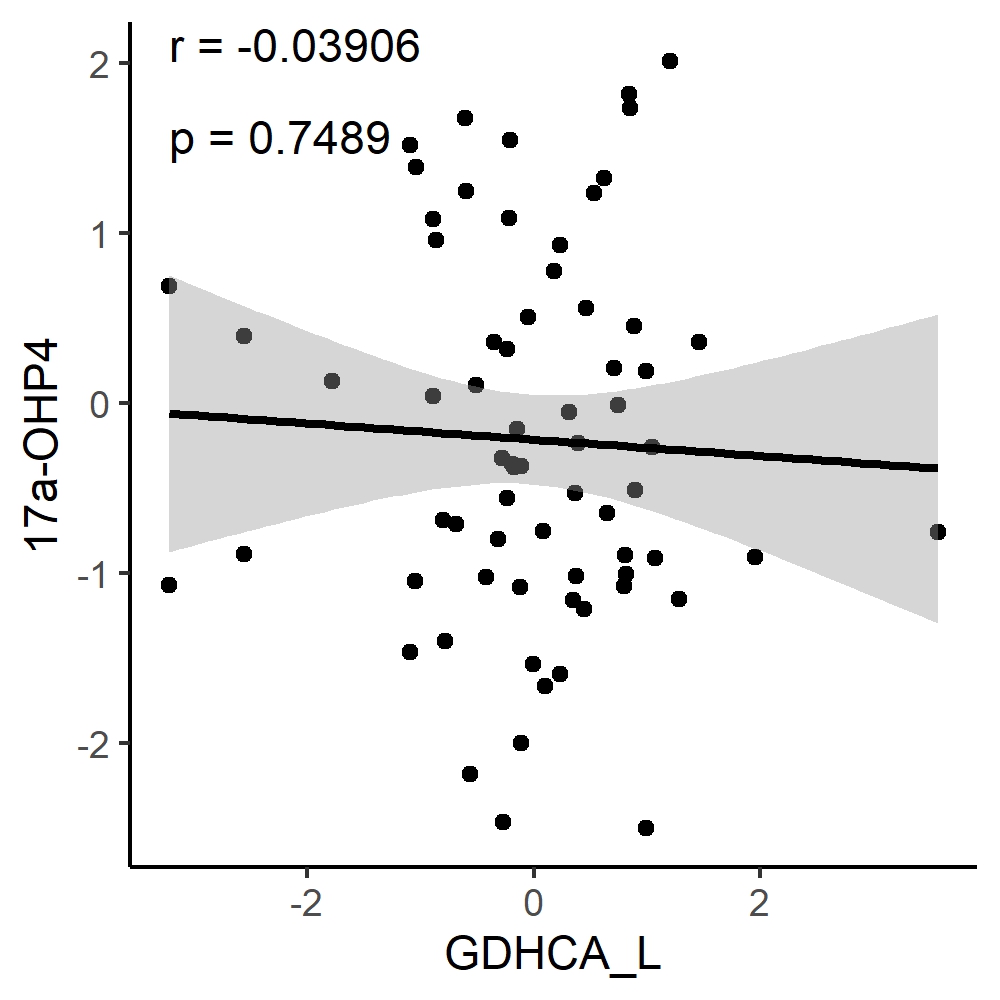 r = -0.03906
p = 0.7489
2
1
0
-1
-2
17a-OHP4
-2 0 2
GDHCA_L